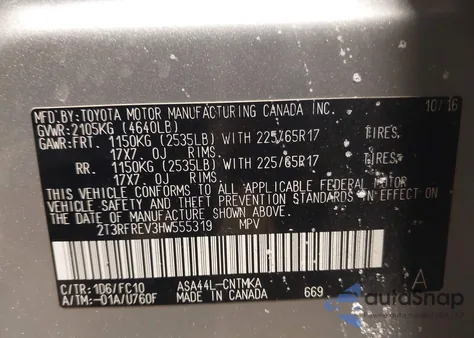 MFD.BY:TOYOTA MOTOR MANUFACTURING CANADA INC. 10/16
GVWR:2105KG (4640LB)
GAWR:FRT. 1150KG (2535LB) WITH 225/65R17 TIRES,
17X7 OJ RIMS.
RR. 1150KG (2535LB) WITH 225/65R17 TIRES,
17X7 OJ RIMS.
THIS VEHICLE CONFORMS TO ALL APPLICABLE FEDERAL MOTOR
VEHICLE SAFETY AND THEFT PREVENTION STANDARDS IN EFFECT ON
THE DATE OF MANUFACTURE SHOWN ABOVE.
2T3RFREV3HW555319 MPV
C/TR:1D6/FC10 ASA44L-CNTMKA A
A/TM:-01A/U760F MADE IN CANADA 669
autosnap